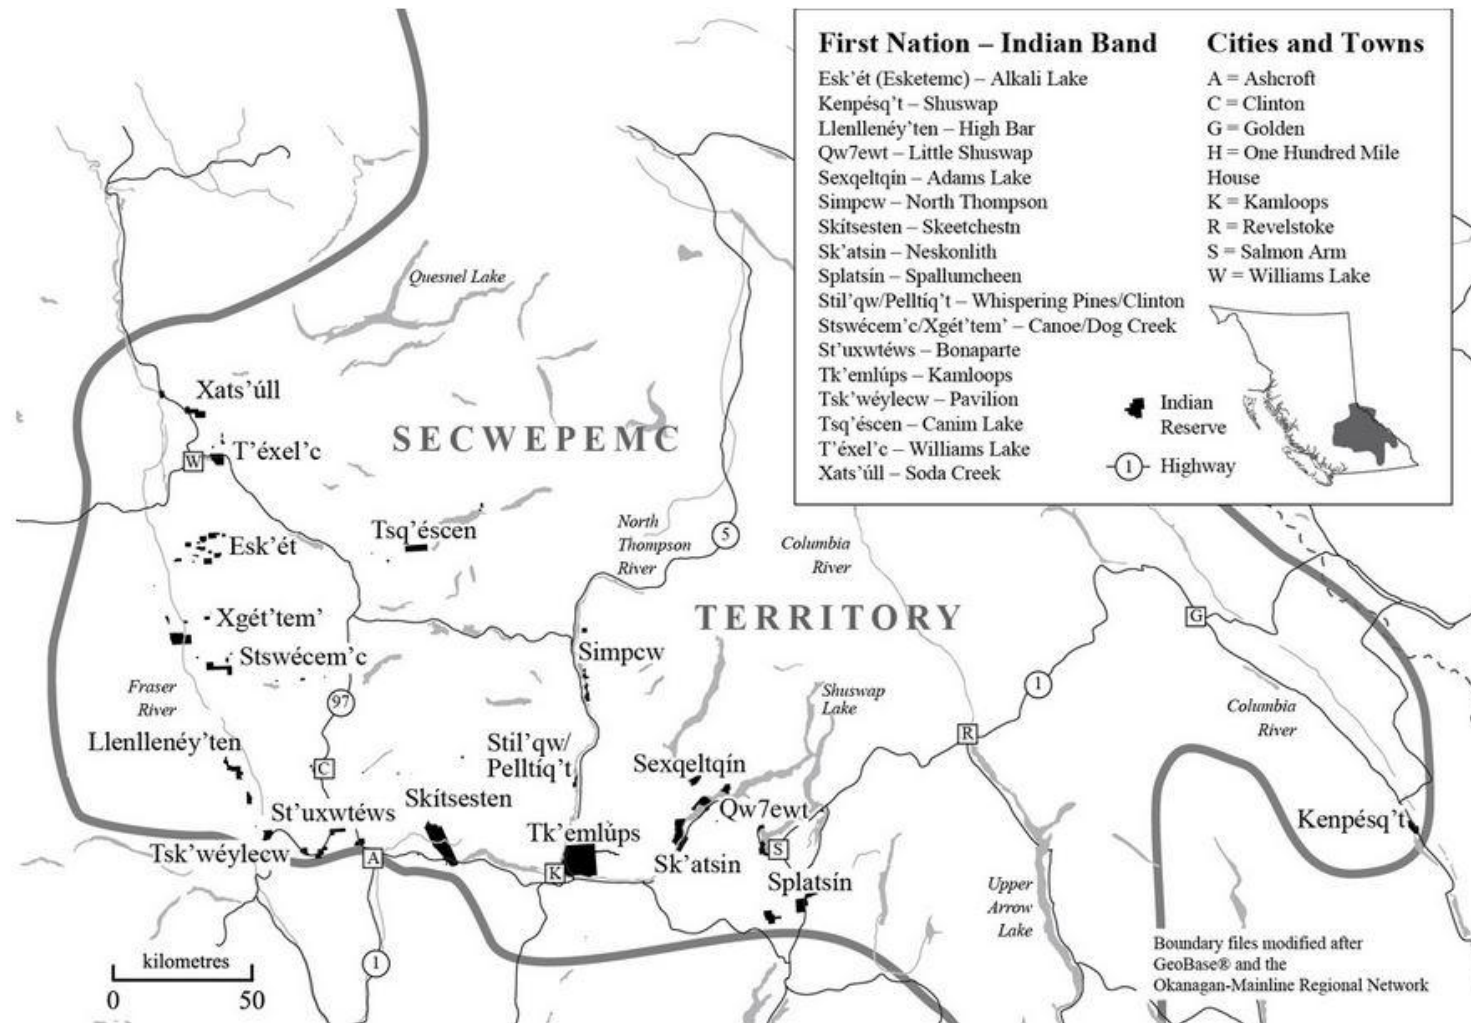 First Nation – Indian Band
Esk’ét (Esketemc) – Alkali Lake
Kenpésq’t – Shuswap
Llenllenéy’ten – High Bar
Qw7ewt – Little Shuswap
Sexqeltqín – Adams Lake
Simpcw – North Thompson
Skítsesten – Skeetchestn
Sk’atsin – Neskonlith
Splatsín – Spallumcheen
Stil’qw/Pelltíq’t – Whispering Pines/Clinton
Stswécem’c/Xgét’tem’ – Canoe/Dog Creek
St’uxwtéws – Bonaparte
Tk’emlúps – Kamloops
Tsk’wéylecw – Pavilion
Tsq’éscen – Canim Lake
T’éxel’c – Williams Lake
Xats’úll – Soda Creek
Cities and Towns
A = Ashcroft
C = Clinton
G = Golden
H = One Hundred Mile
House
K = Kamloops
R = Revelstoke
S = Salmon Arm
W = Williams Lake
Indian
Reserve
1 Highway
Quesnel Lake
Xats’úll
SECWEPEMC
T’éxel’c
W
Tsq’éscen
North
Thompson
River
5
Columbia
River
Esk’ét
TERRITORY
Xget’tem’
G
Stswécem’c
Simpcw
Fraser
River
97
Shuswap
Lake
1
Columbia
River
R
Llenllenéy’ten
C
Stil’qw/
Pelltíq’t
Sexqeltqín
St’uxwtéws
Skítsesten
Qw7ewt
Kenpésq’t
Tsk’wéylecw
A
Tk’emlúps
K
Sk’atsin
S
Splatsín
Upper
Arrow
Lake
kilometres
0 50
1
Boundary files modified after
GeoBase® and the
Okanagan-Mainline Regional Network